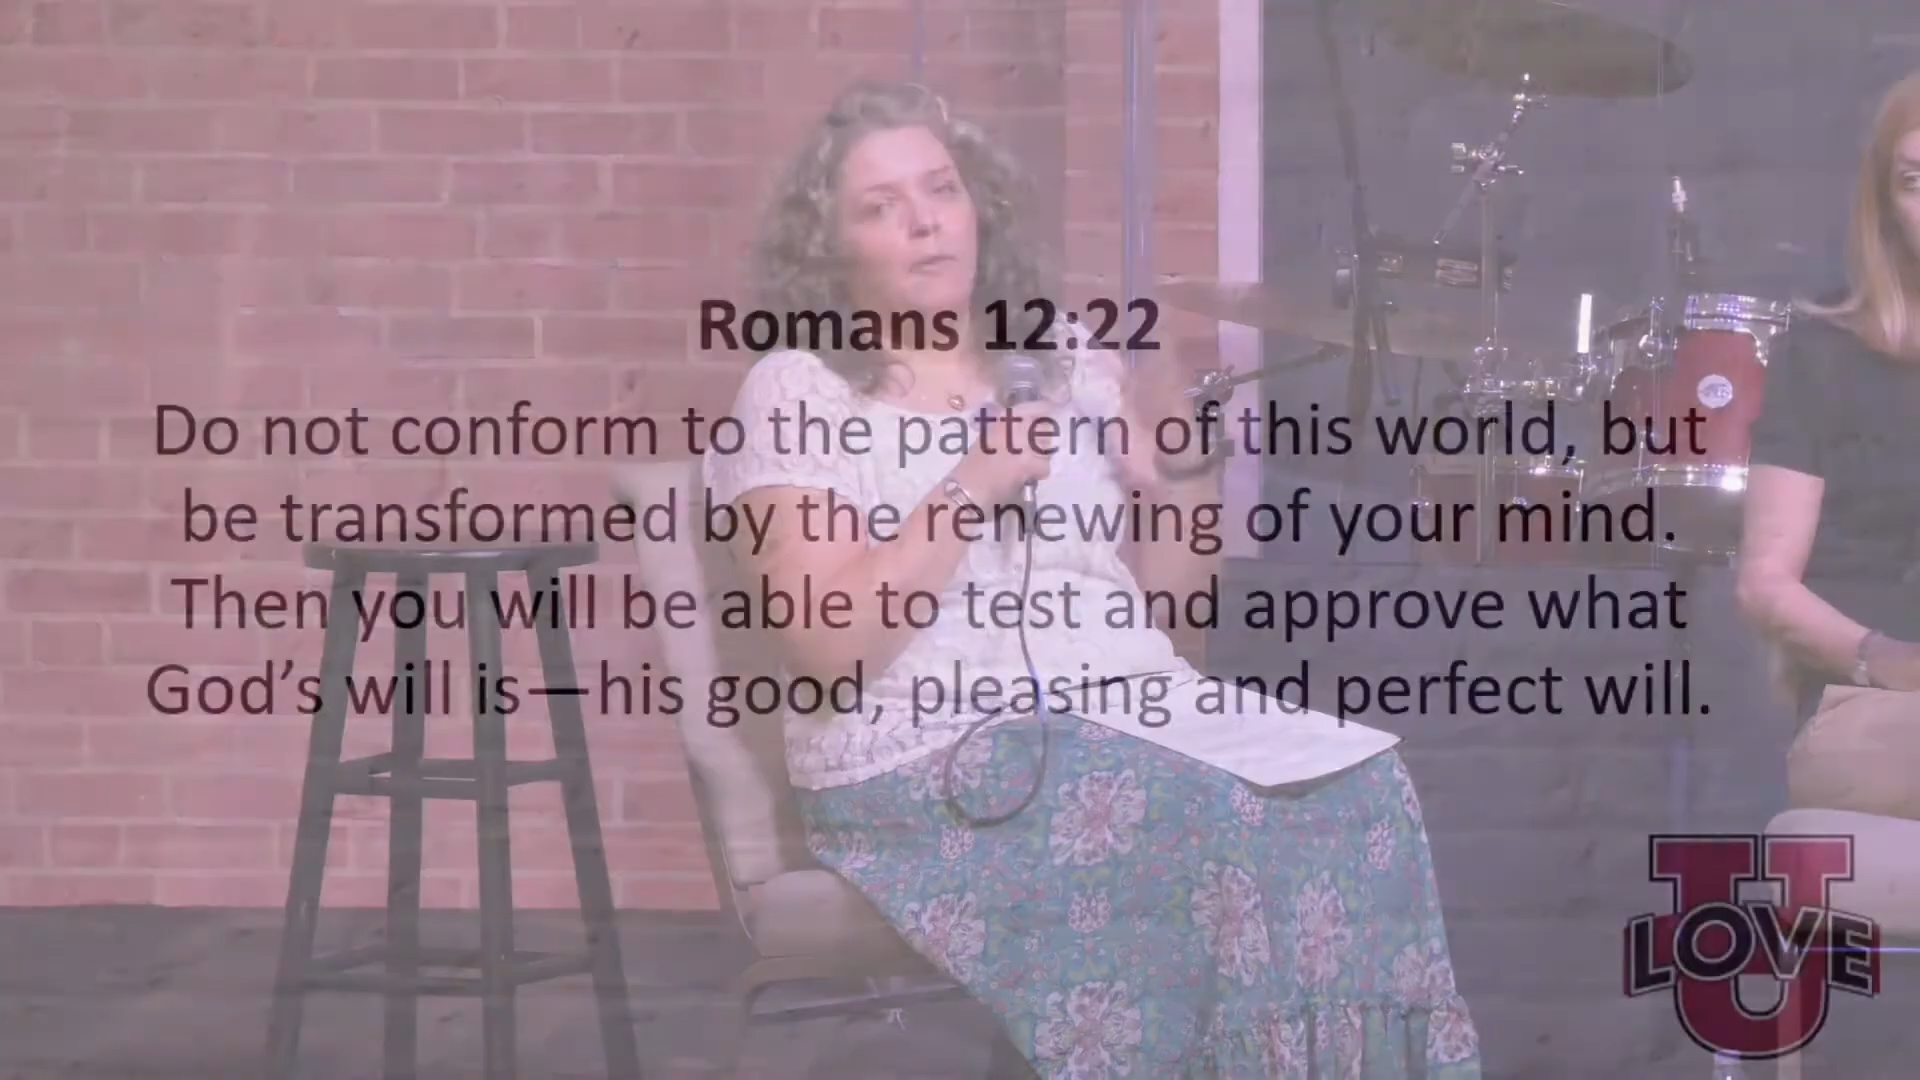 Romans 12:22
Do not conform to the pattern of this world, but
be transformed by the renewing of your mind.
Then you will be able to test and approve what
God’s will is—his good, pleasing and perfect will.
U
LOVE